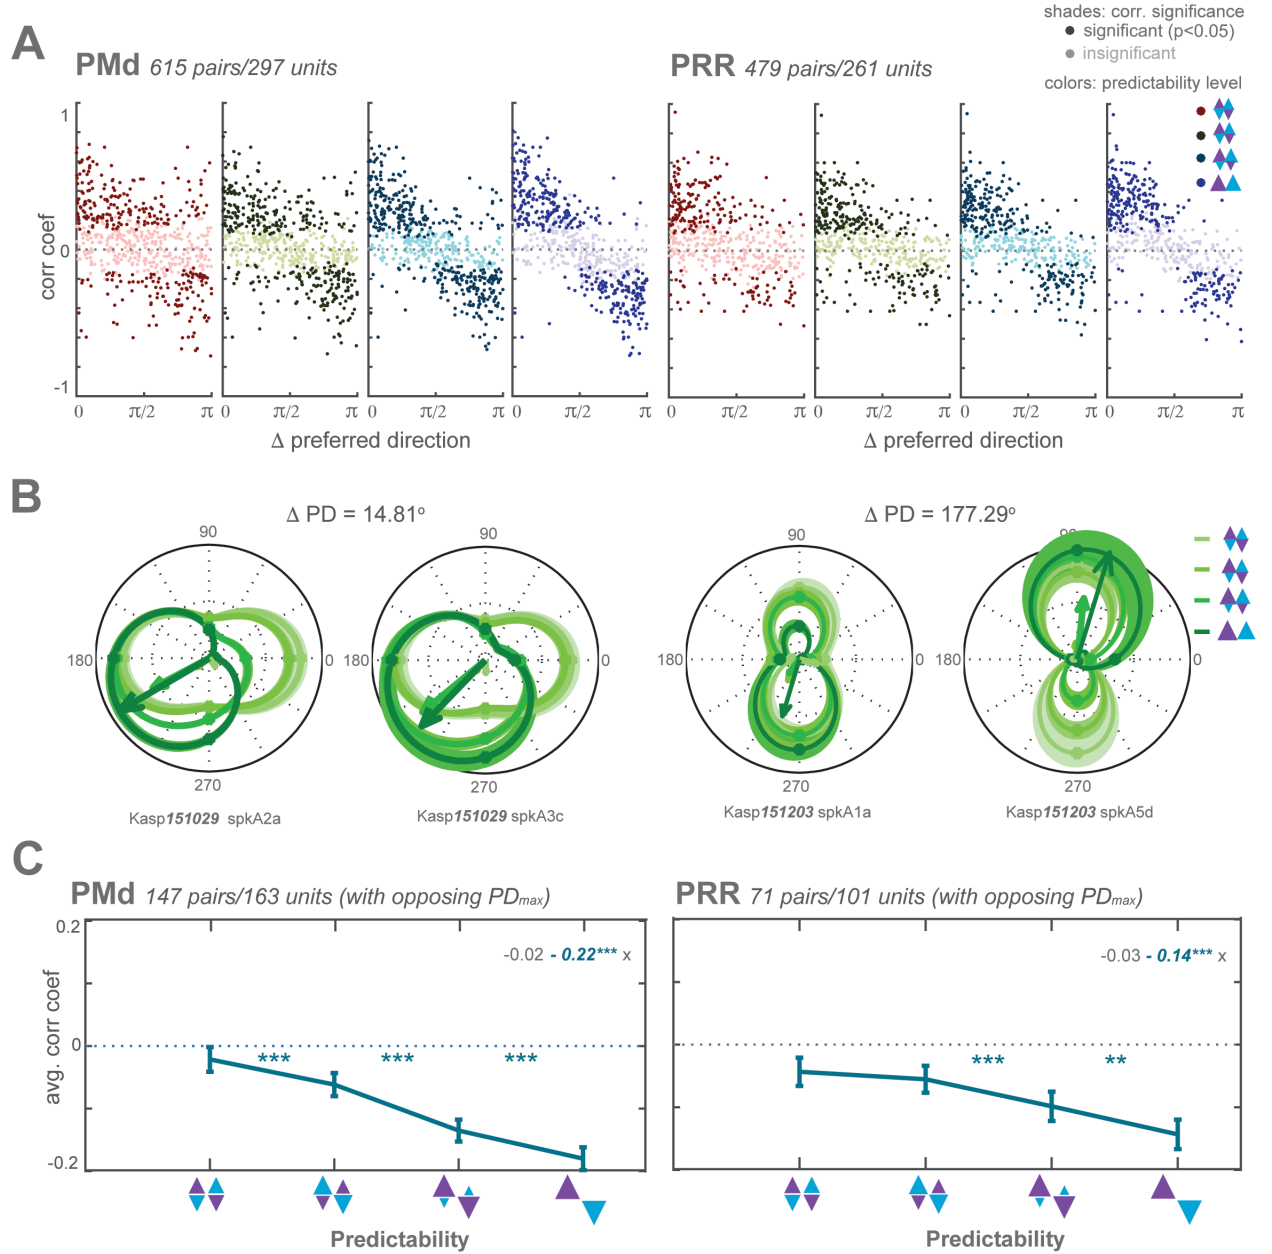 shades: corr. significance
significant (p<0.05)
insignificant
colors: predictability level
A
PMd 615 pairs/297 units
PRR 479 pairs/261 units
1
0
-1
corr coef
0 π/2 π 0 π/2 π 0 π/2 π 0 π/2 π
0 π/2 π 0 π/2 π 0 π/2 π 0 π/2 π
Δ preferred direction
Δ preferred direction
B
Δ PD = 14.81º
Δ PD = 177.29º
90
180
0
270
90
180
0
270
90
180
0
270
90
180
0
270
Kasp151029 spkA2a
Kasp151029 spkA3c
Kasp151203 spkA1a
Kasp151203 spkA5d
C
PMd 147 pairs/163 units (with opposing PDmax)
PRR 71 pairs/101 units (with opposing PDmax)
0.2
0
-0.2
avg. corr coef
-0.02 - 0.22*** x
*** *** ***
-0.03 - 0.14*** x
*** **
Predictability
Predictability